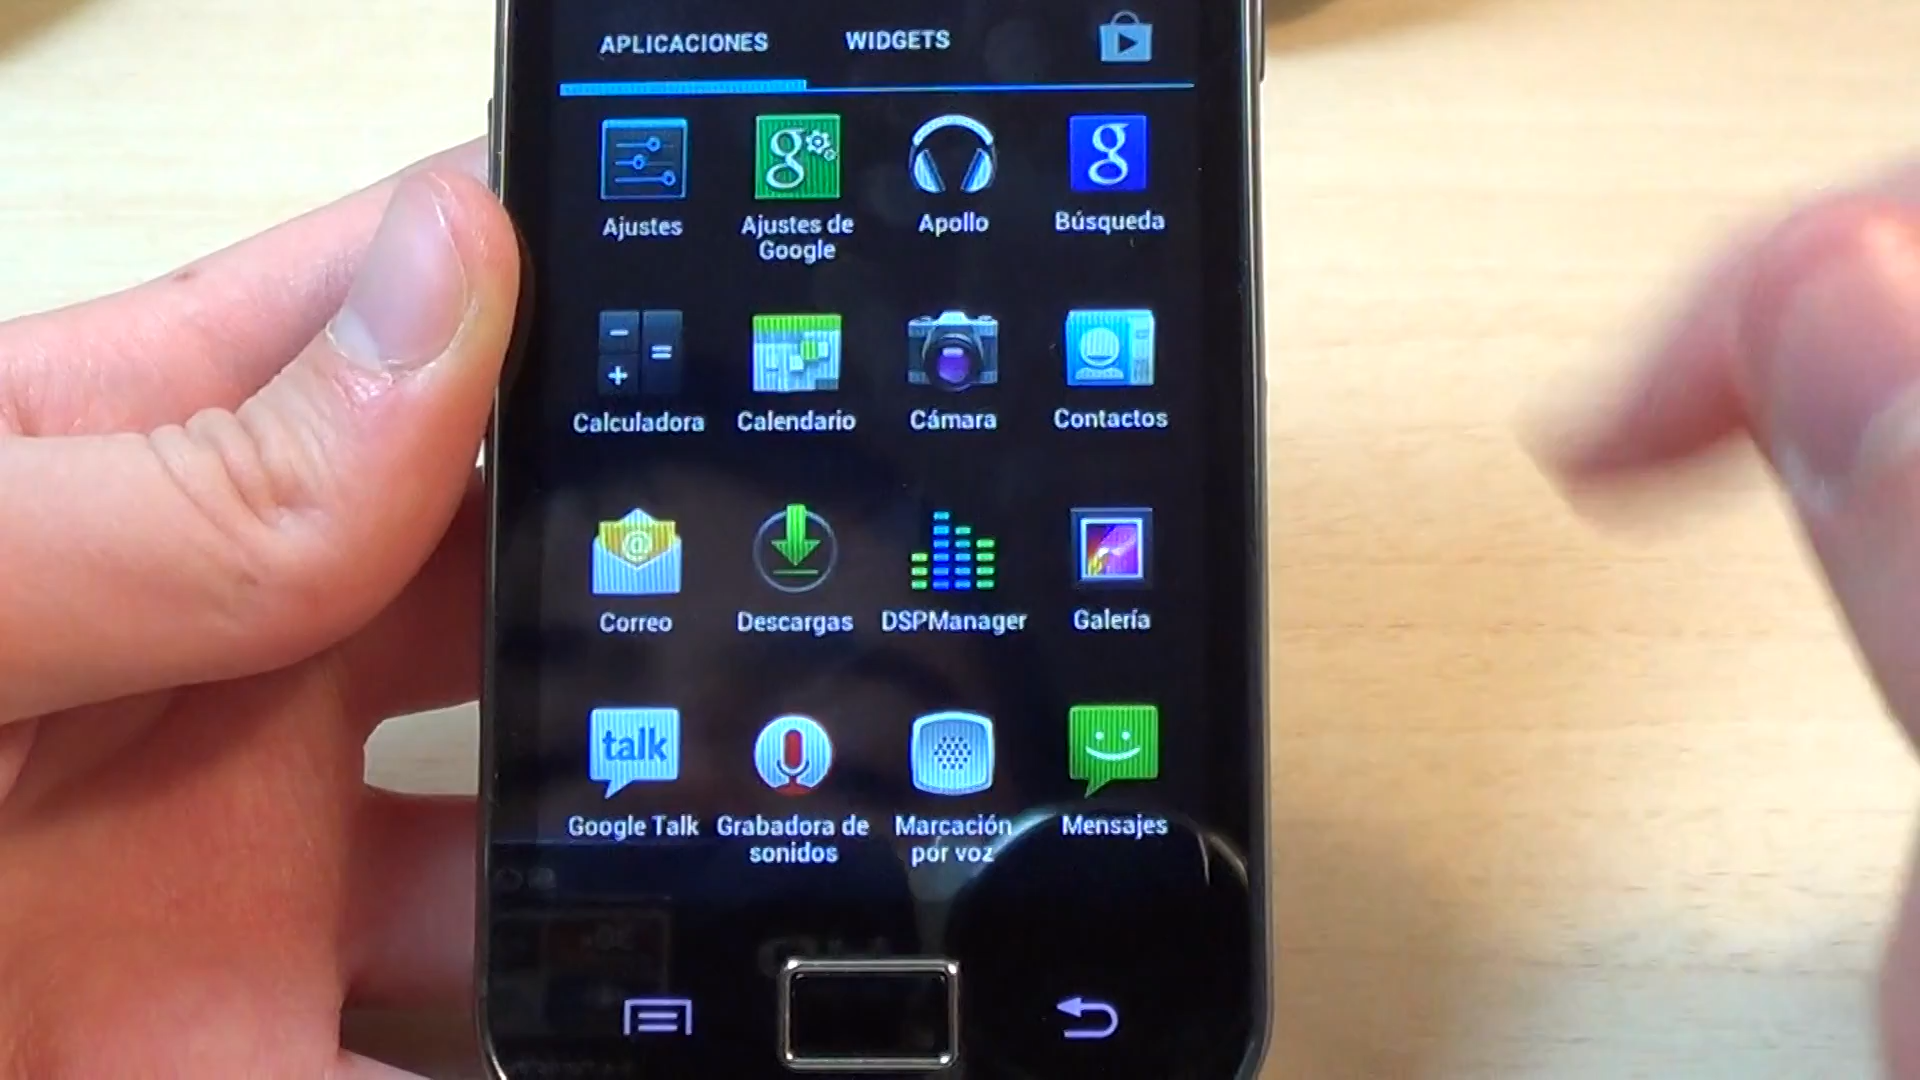 APLICACIONES WIDGETS
g g
Ajustes Ajustes de Google Apollo Búsqueda
Calculadora Calendario Cámara Contactos
@
Correo Descargas DSPManager Galería
talk
Google Talk Grabadora de sonidos Marcación por voz Mensajes